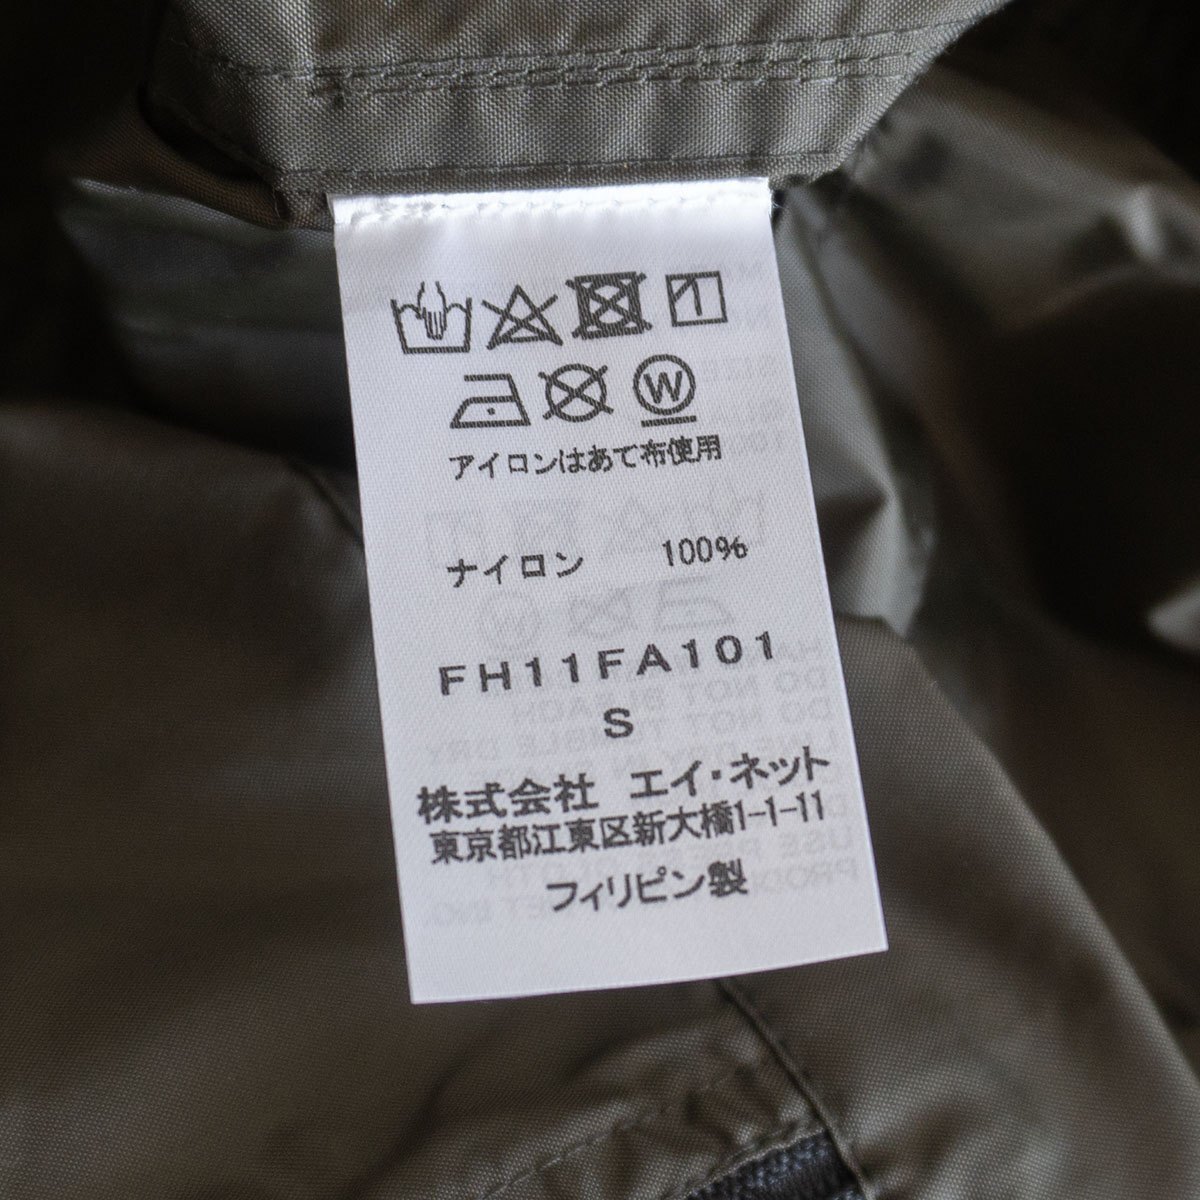 W
アイロンはあて布使用
ナイロン 100%
FH11FA101
S
株式会社 エイ・ネット
東京都江東区新大橋1-1-11
フィリピン製